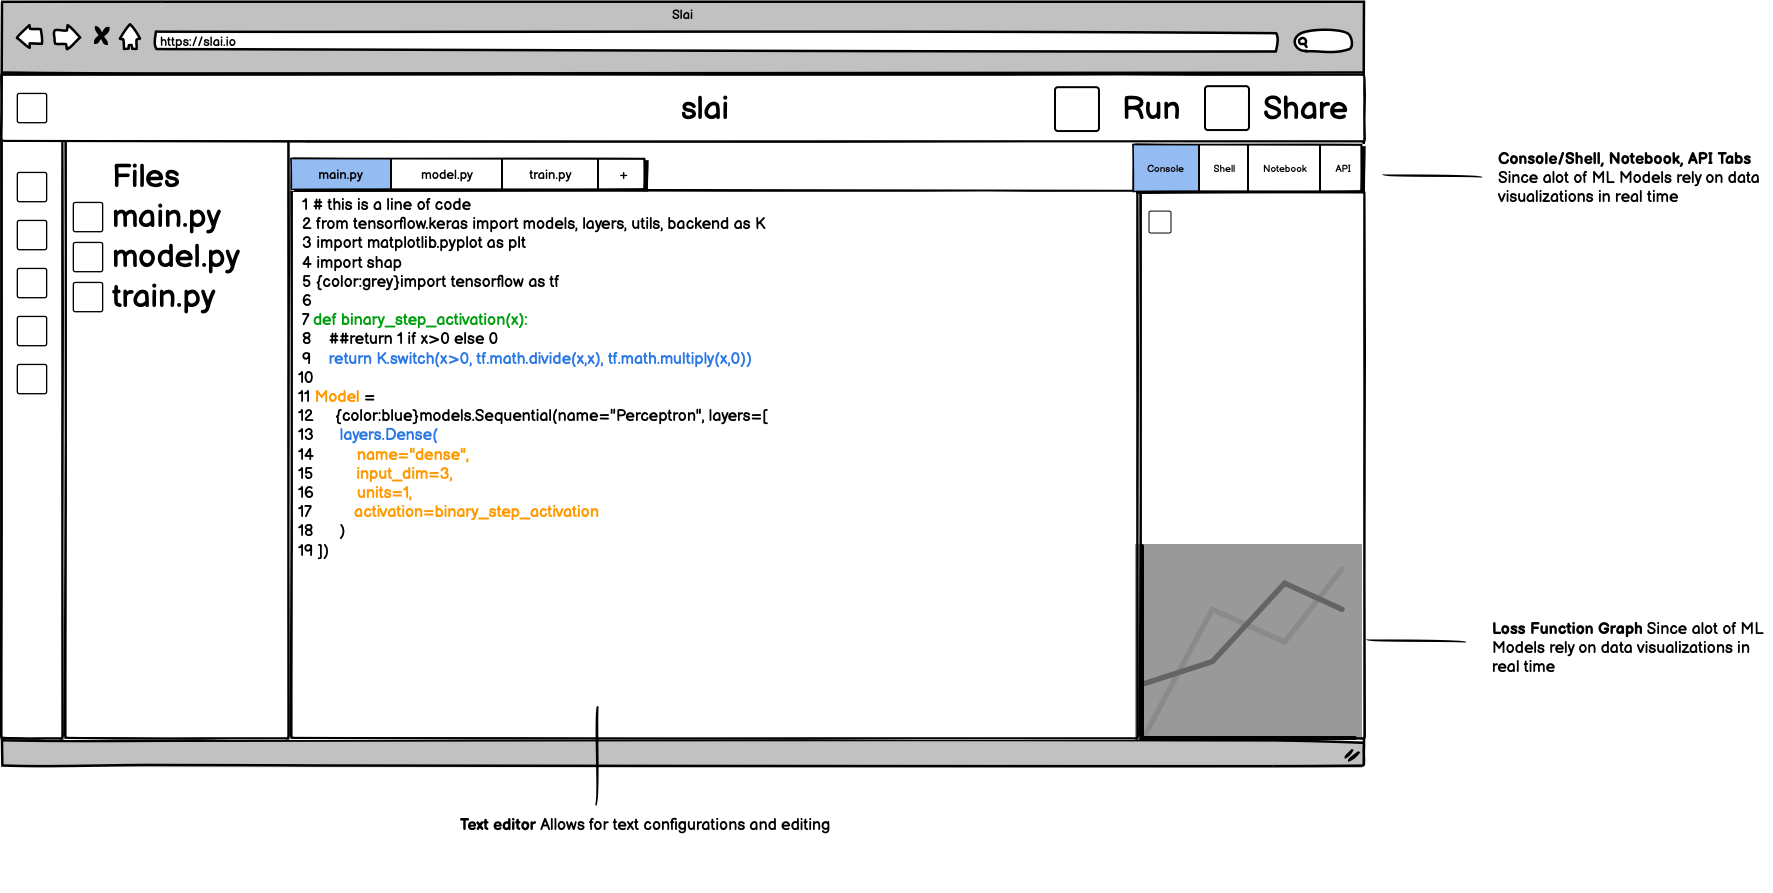 Slai
https://slai.io
slai
Run
Share
Files
main.py
model.py
train.py
main.py
model.py
train.py
+
Console
Shell
Notebook
API
1 # this is a line of code
2 from tensorflow.keras import models, layers, utils, backend as K
3 import matplotlib.pyplot as plt
4 import shap
5 {color:grey}import tensorflow as tf
6
7 def binary_step_activation(x):
8 ##return 1 if x>0 else 0
9 return K.switch(x>0, tf.math.divide(x,x), tf.math.multiply(x,0))
10
11 Model =
12 {color:blue}models.Sequential(name="Perceptron", layers=[
13 layers.Dense(
14 name="dense",
15 input_dim=3,
16 units=1,
17 activation=binary_step_activation
18 )
19 ])
Console/Shell, Notebook, API Tabs
Since alot of ML Models rely on data
visualizations in real time
Loss Function Graph Since alot of ML
Models rely on data visualizations in
real time
Text editor Allows for text configurations and editing